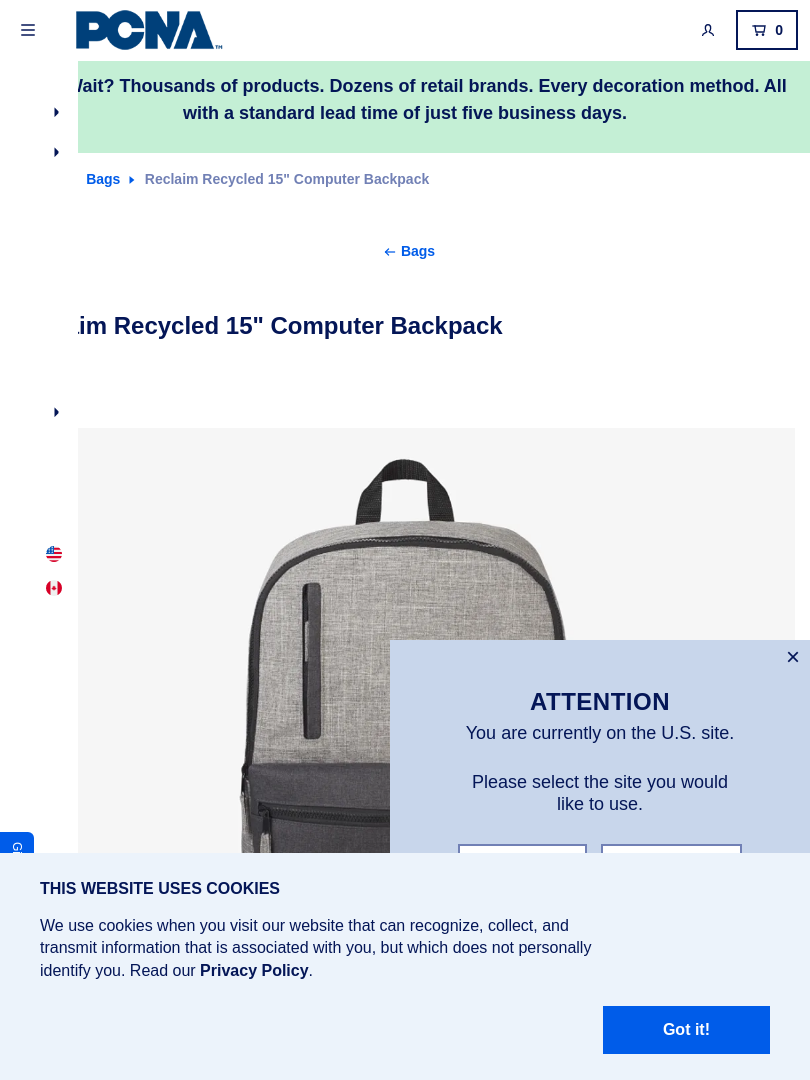 PCNA™
0
Wait? Thousands of products. Dozens of retail brands. Every decoration method. All
with a standard lead time of just five business days.
Bags
Reclaim Recycled 15" Computer Backpack
Bags
aim Recycled 15" Computer Backpack
ATTENTION
You are currently on the U.S. site.
Please select the site you would
like to use.
THIS WEBSITE USES COOKIES
We use cookies when you visit our website that can recognize, collect, and
transmit information that is associated with you, but which does not personally
identify you. Read our Privacy Policy.
Got it!